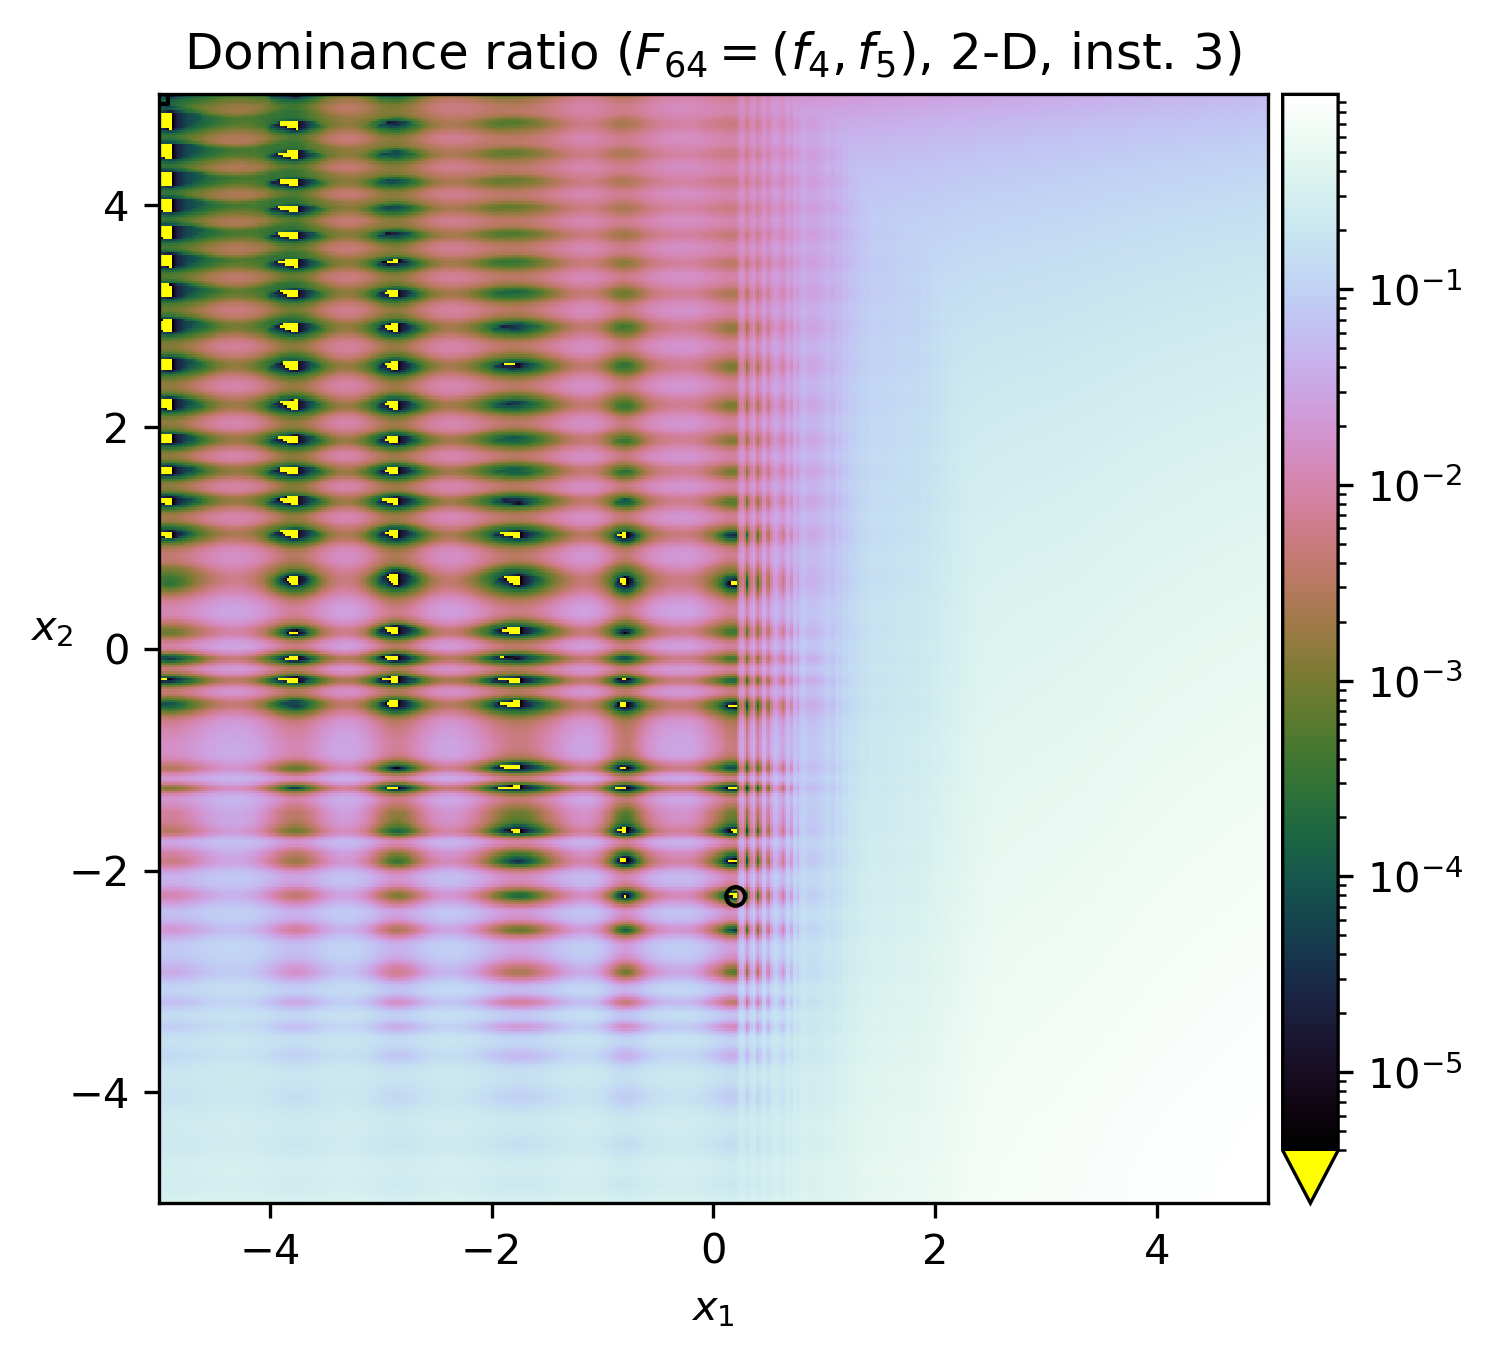 Dominance ratio (F₆₄ = (f₄, f₅), 2-D, inst. 3)
x₂
4
2
0
−2
−4
−4 −2 0 2 4
x₁
10⁻¹
10⁻²
10⁻³
10⁻⁴
10⁻⁵